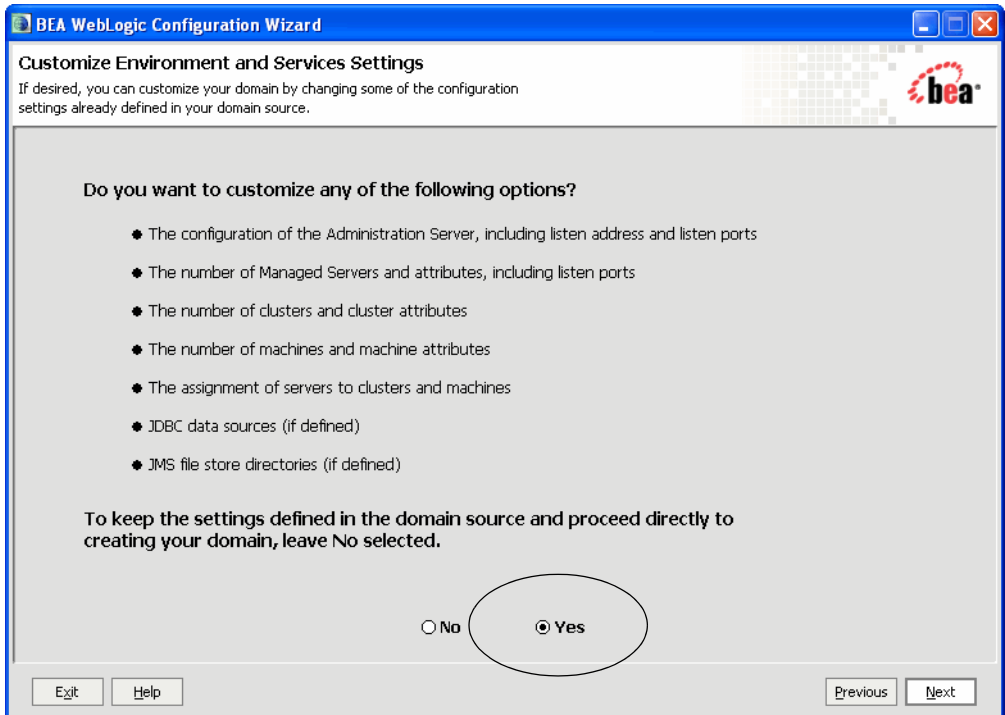 BEA WebLogic Configuration Wizard
Customize Environment and Services Settings
If desired, you can customize your domain by changing some of the configuration
settings already defined in your domain source.
bea
Do you want to customize any of the following options?
● The configuration of the Administration Server, including listen address and listen ports
● The number of Managed Servers and attributes, including listen ports
● The number of clusters and cluster attributes
● The number of machines and machine attributes
● The assignment of servers to clusters and machines
● JDBC data sources (if defined)
● JMS file store directories (if defined)
To keep the settings defined in the domain source and proceed directly to
creating your domain, leave No selected.
No Yes
Exit Help Previous Next